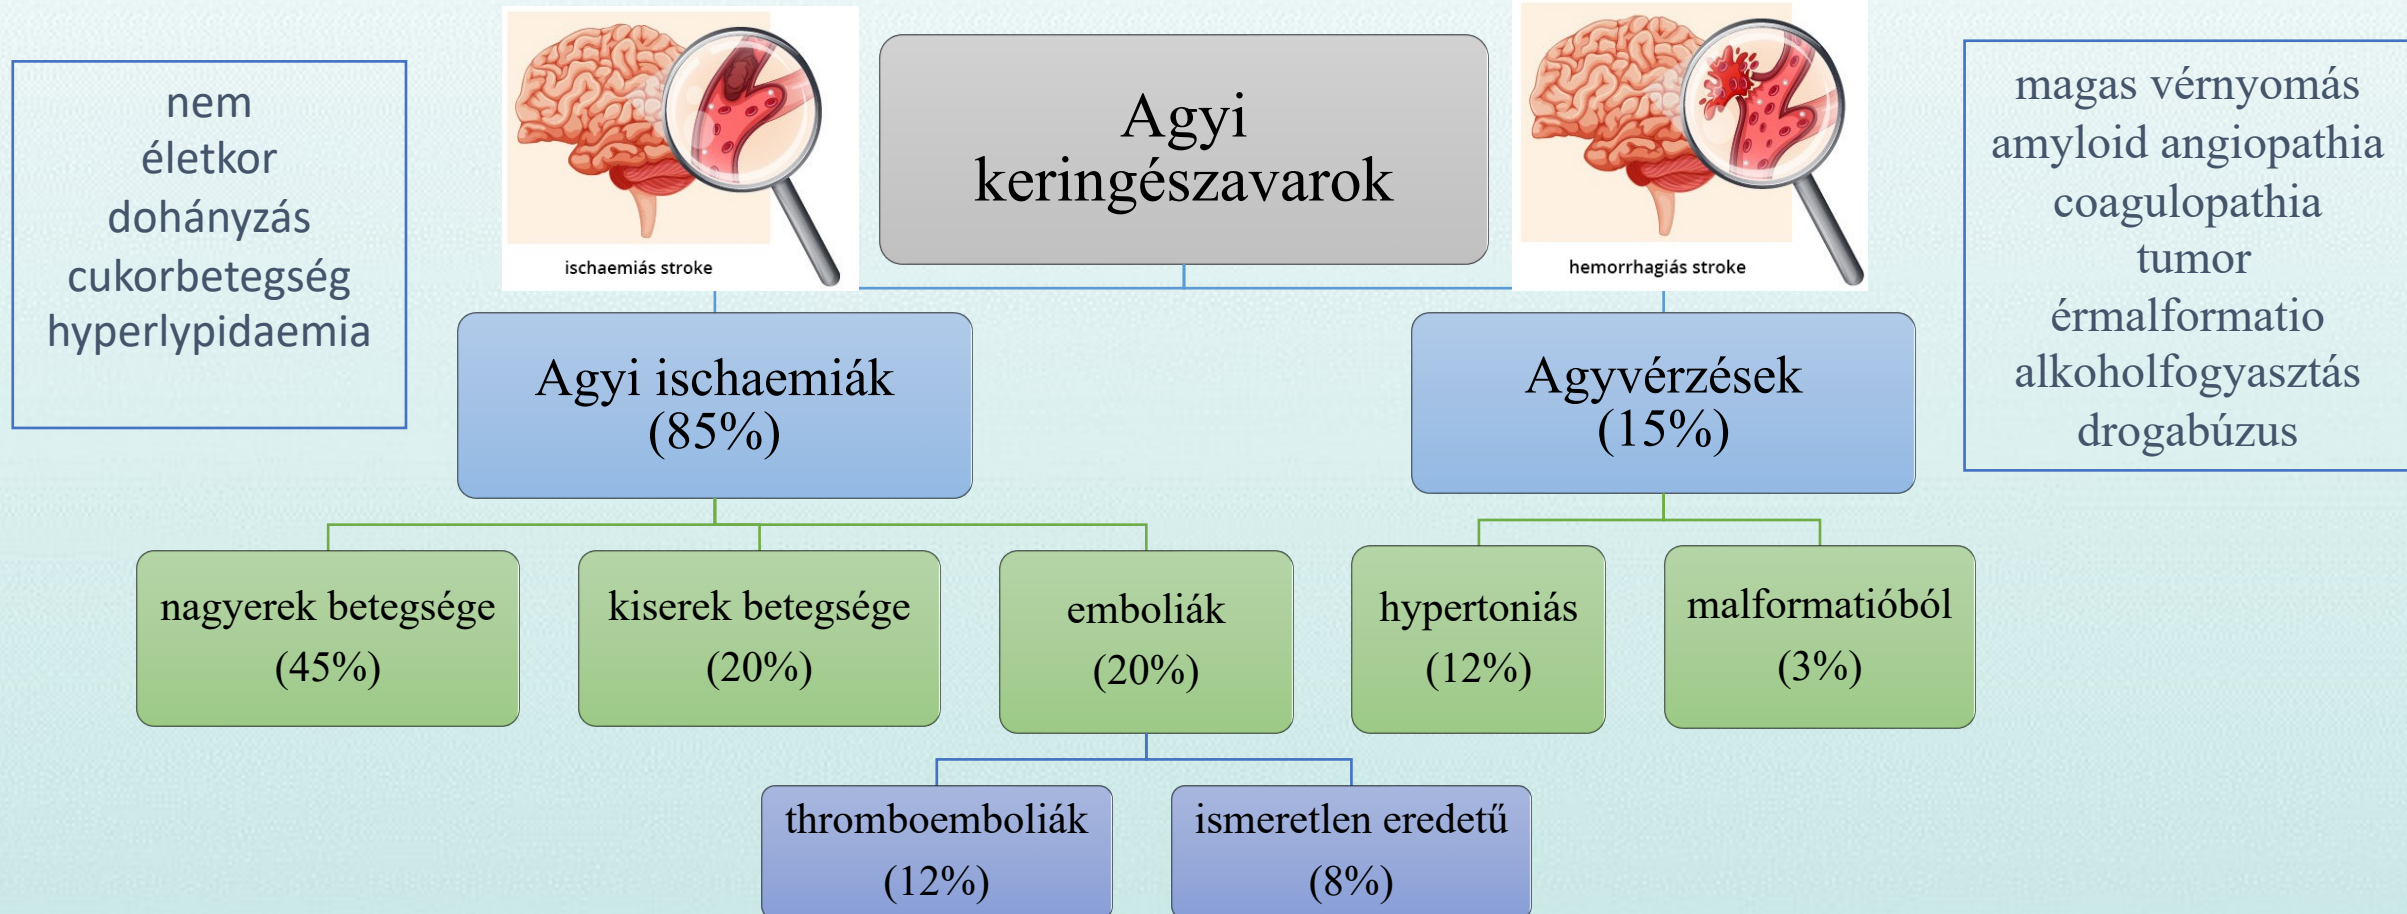 nem
életkor
dohányzás
cukorbetegség
hyperlypidaemia
ischaemiás stroke
Agyi
keringészavarok
hemorrhagiás stroke
magas vérnyomás
amyloid angiopathia
coagulopathia
tumor
érmalformatio
alkoholfogyasztás
drogabúzus
Agyi ischaemiák
(85%)
Agyvérzések
(15%)
nagyerek betegsége
(45%)
kiserek betegsége
(20%)
emboliák
(20%)
hypertoniás
(12%)
malformatióból
(3%)
thromboemboliák
(12%)
ismeretlen eredetű
(8%)